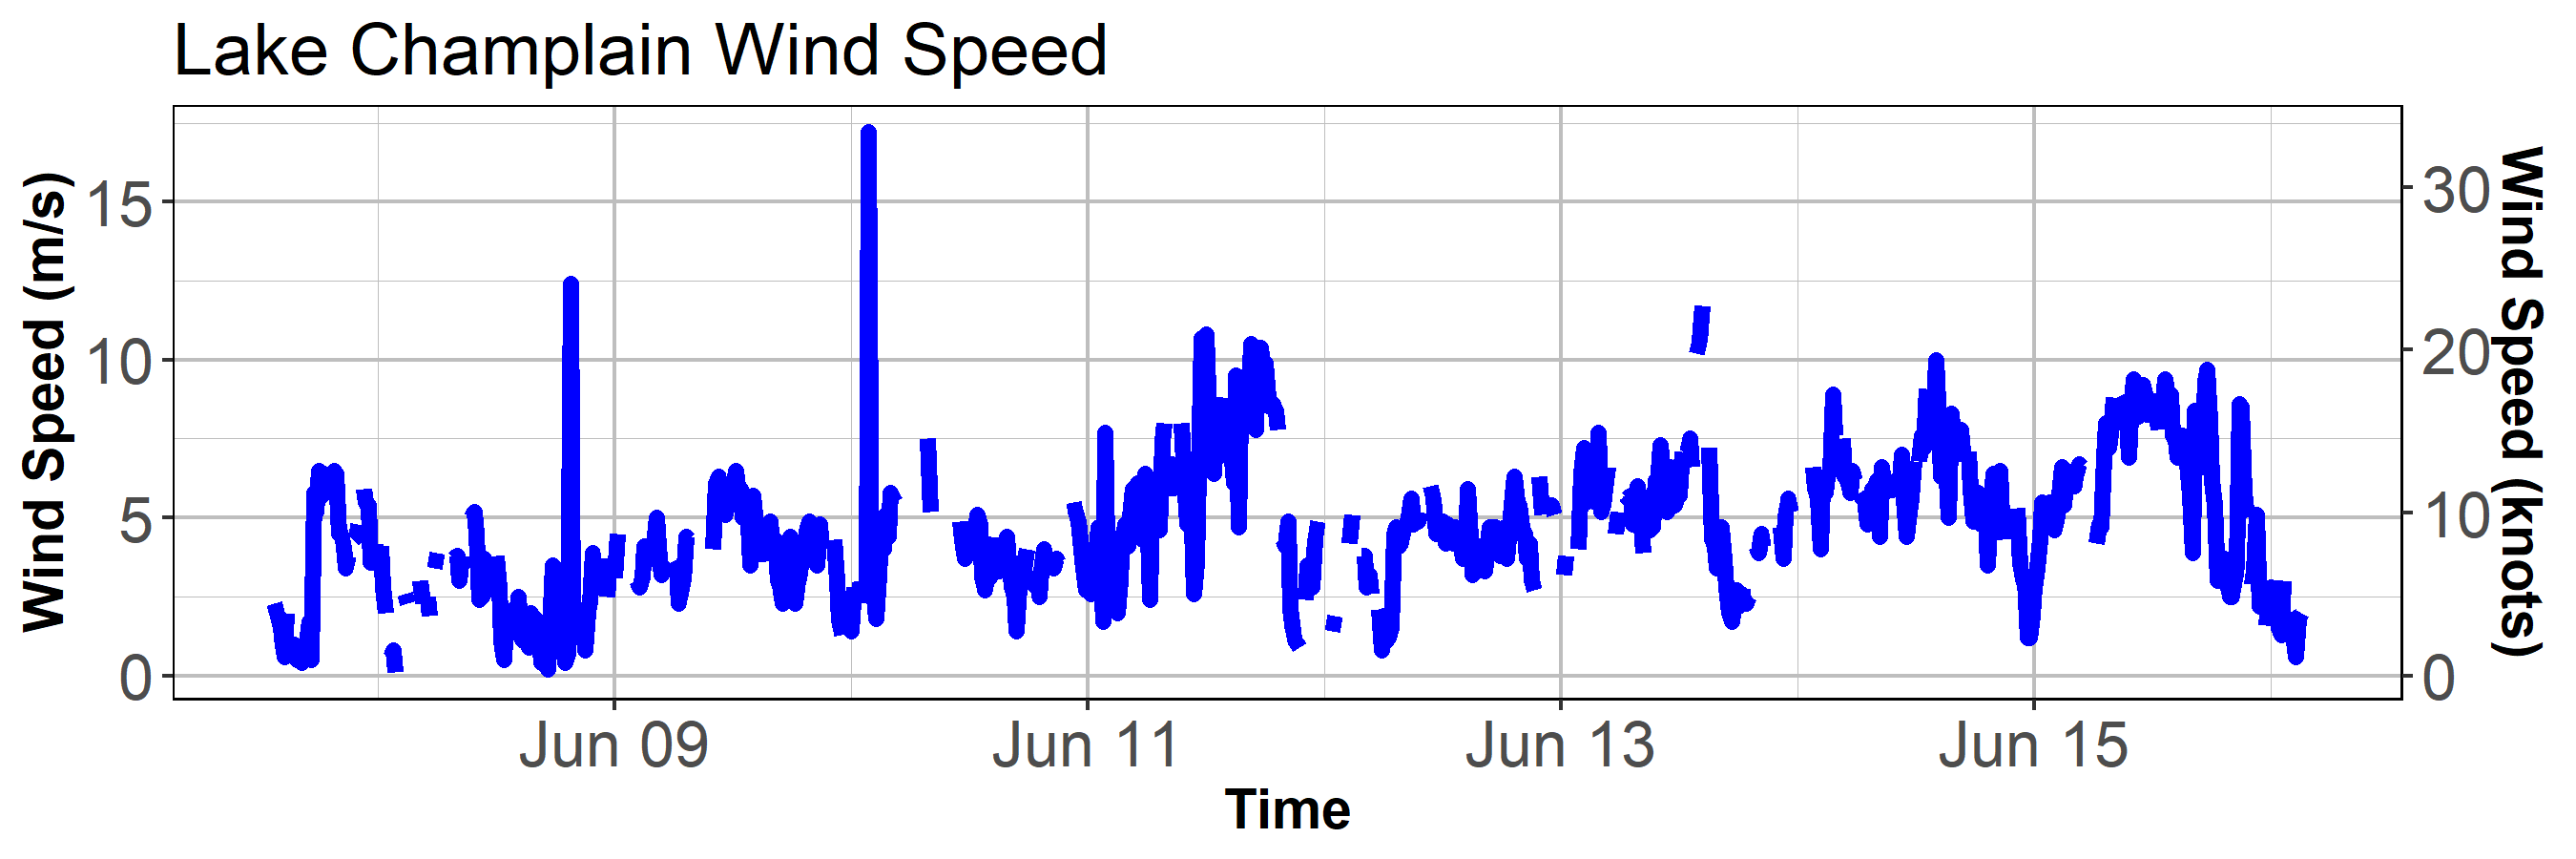 Lake Champlain Wind Speed
Wind Speed (m/s)
15
10
5
0
30
20
10
0
Wind Speed (knots)
Jun 09 Jun 11 Jun 13 Jun 15
Time